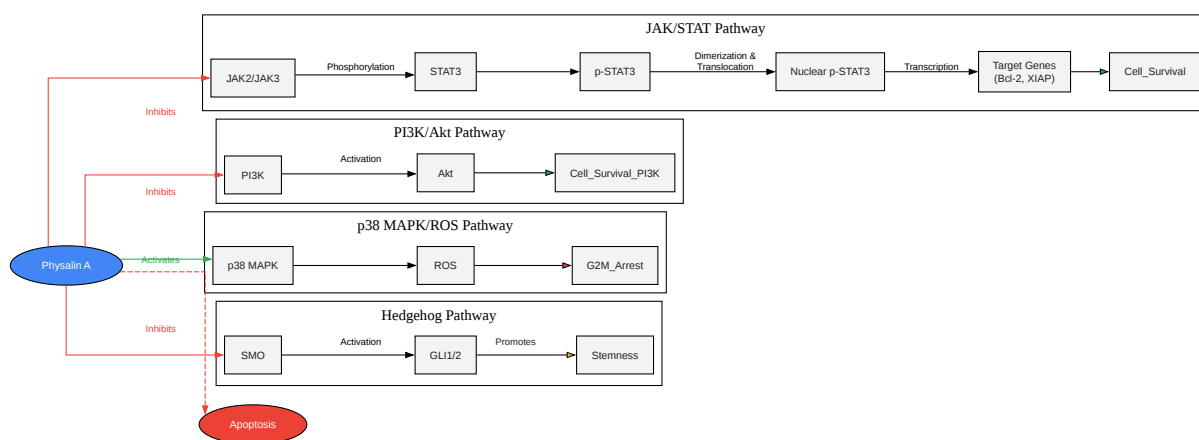 JAK/STAT Pathway
JAK2/JAK3
Phosphorylation
STAT3
p-STAT3
Dimerization &
Translocation
Nuclear p-STAT3
Transcription
Target Genes
(Bcl-2, XIAP)
Cell_Survival
Inhibits
PI3K/Akt Pathway
PI3K
Activation
Akt
Cell_Survival_PI3K
Inhibits
p38 MAPK/ROS Pathway
Physalin A
Activates
p38 MAPK
ROS
G2M_Arrest
Hedgehog Pathway
Inhibits
SMO
Activation
GLI1/2
Promotes
Stemness
Apoptosis